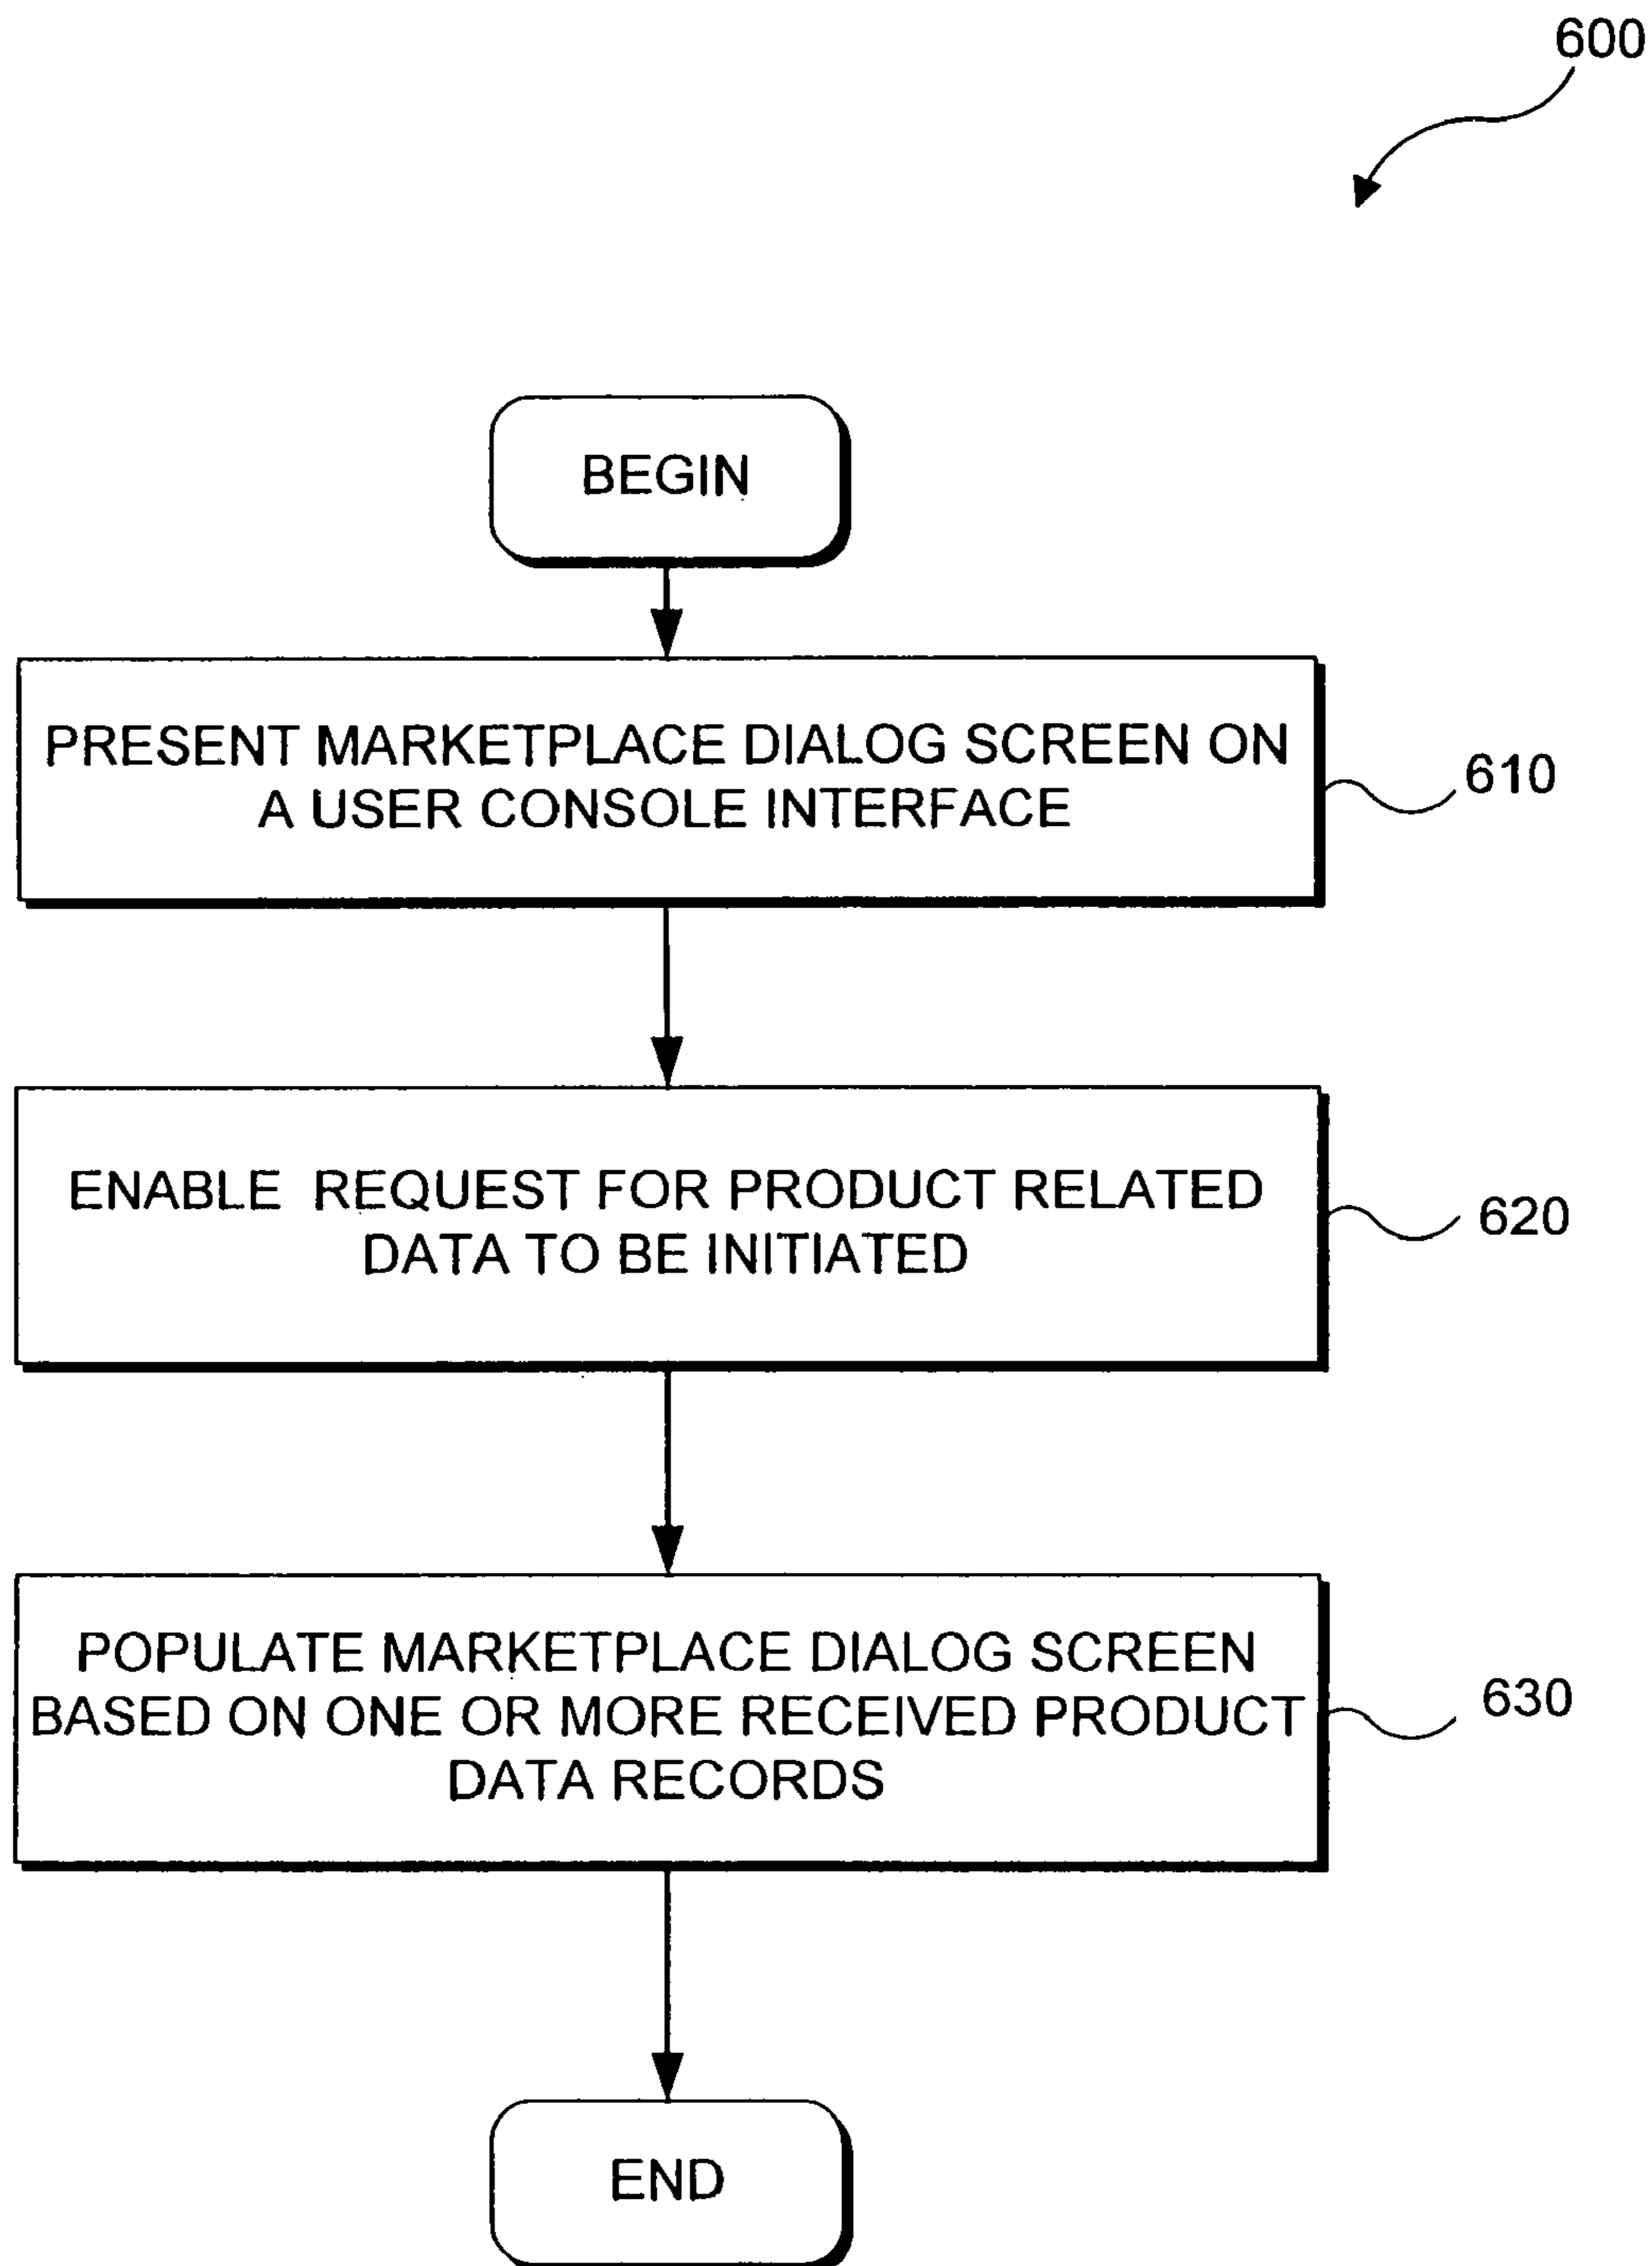 600
BEGIN
PRESENT MARKETPLACE DIALOG SCREEN ON
A USER CONSOLE INTERFACE
610
ENABLE REQUEST FOR PRODUCT RELATED
DATA TO BE INITIATED
620
POPULATE MARKETPLACE DIALOG SCREEN
BASED ON ONE OR MORE RECEIVED PRODUCT
DATA RECORDS
630
END